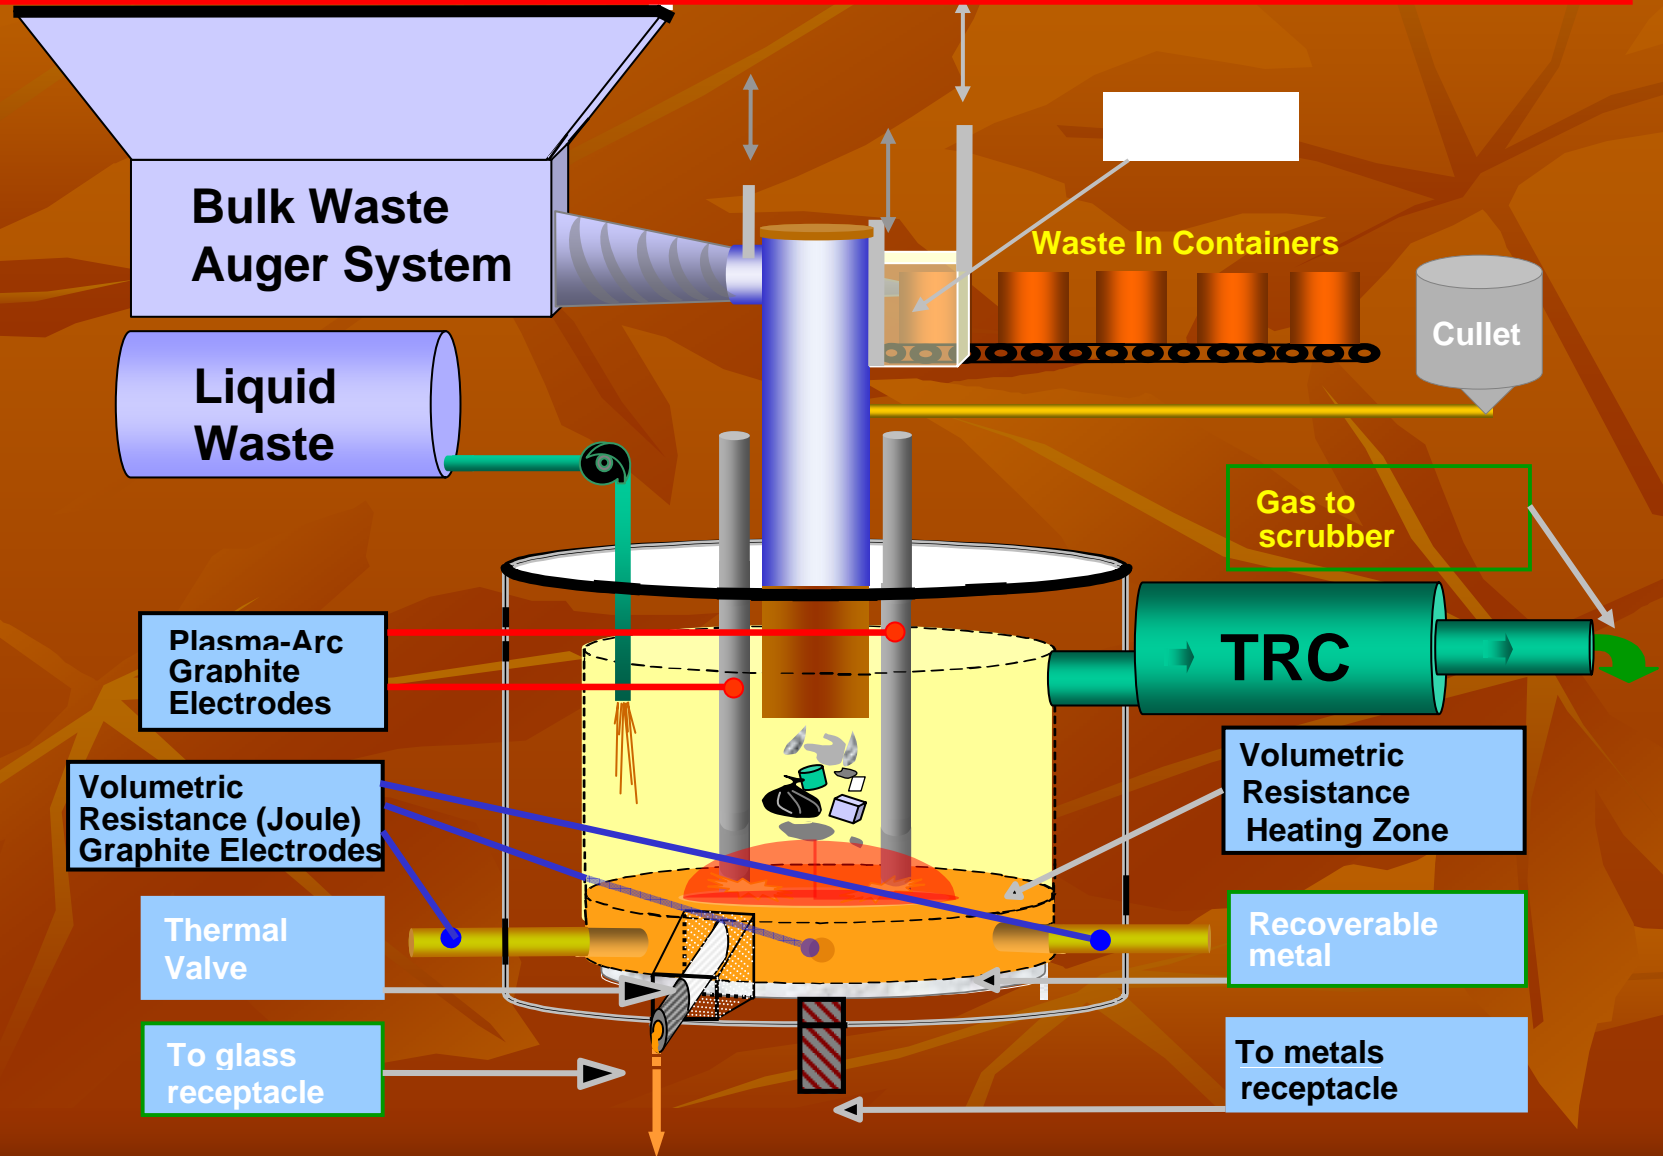 Bulk Waste
Auger System
Waste In Containers
Cullet
Liquid
Waste
Gas to
scrubber
Plasma-Arc
Graphite
Electrodes
TRC
Volumetric
Resistance (Joule)
Graphite Electrodes
Volumetric
Resistance
Heating Zone
Thermal
Valve
Recoverable
metal
To glass
receptacle
To metals
receptacle